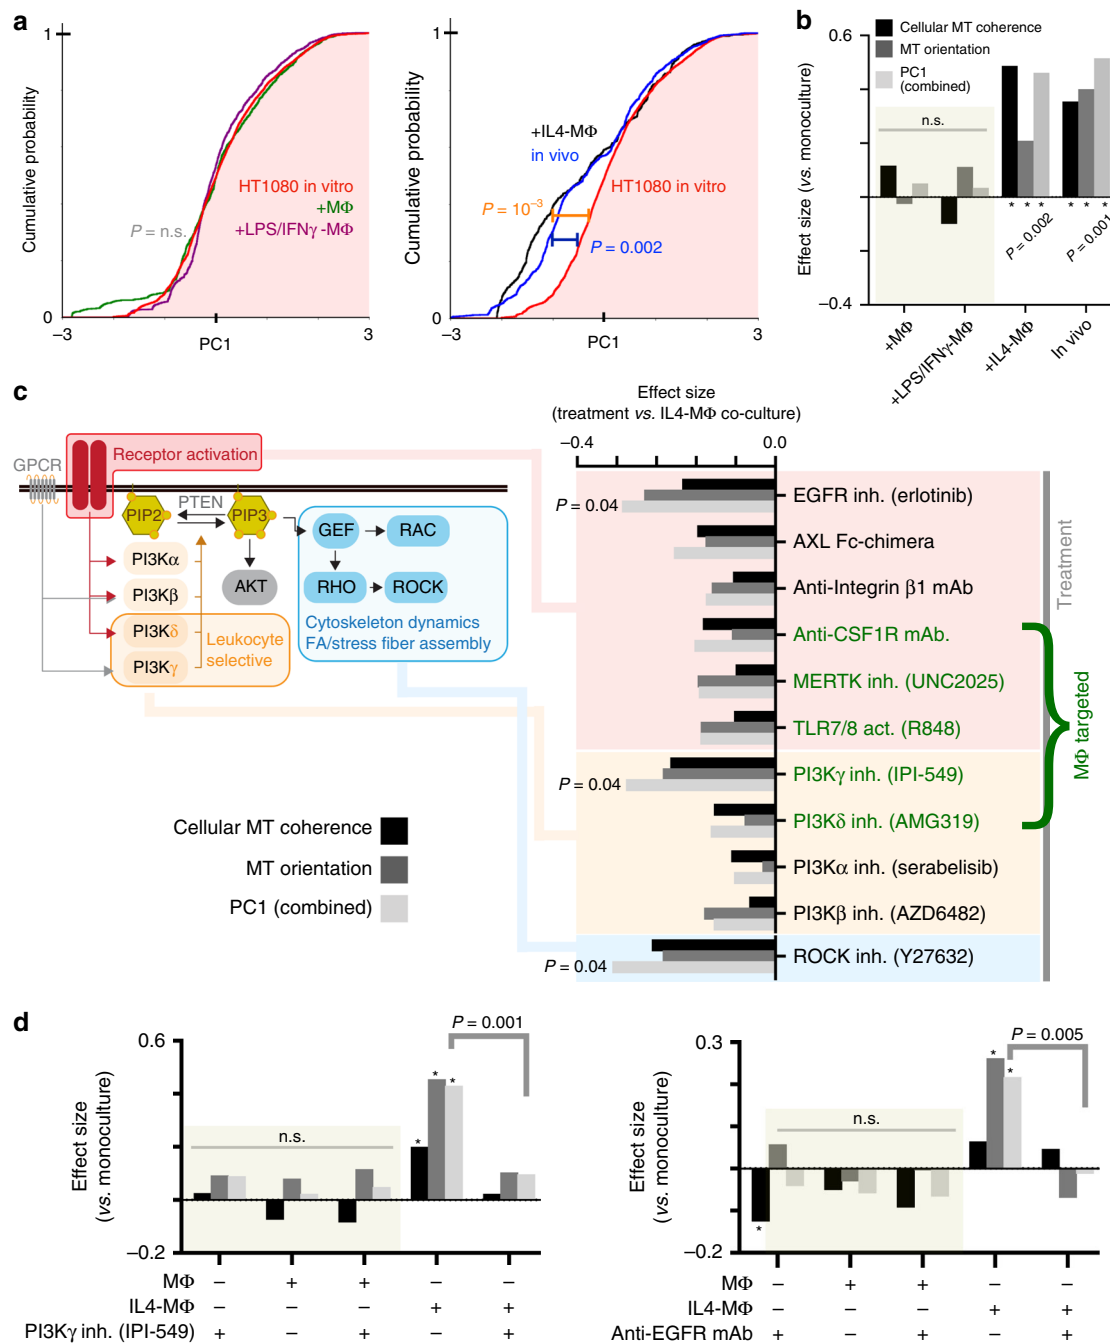 a
1
Cumulative probability
0
−3
PC1
3
P = n.s.
HT1080 in vitro
+MΦ
+LPS/IFNγ-MΦ
1
Cumulative probability
0
−3
PC1
3
+IL4-MΦ
in vivo
HT1080 in vitro
P = 10⁻³
P = 0.002
b
0.6
Effect size (vs. monoculture)
−0.4
Cellular MT coherence
MT orientation
PC1
(combined)
n.s.
* * *
* * *
P = 0.002
P = 0.001
+MΦ
+LPS/IFNγ-MΦ
+IL4-MΦ
In vivo
c
GPCR
Receptor activation
PTEN
PIP2
PIP3
PI3Kα
PI3Kβ
PI3Kδ
PI3Kγ
Leukocyte
selective
AKT
GEF
RAC
RHO
ROCK
Cytoskeleton dynamics
FA/stress fiber assembly
Cellular MT coherence
MT orientation
PC1 (combined)
Effect size
(treatment vs. IL4-MΦ co-culture)
−0.4
0.0
P = 0.04
EGFR inh. (erlotinib)
AXL Fc-chimera
Anti-Integrin β1 mAb
Anti-CSF1R mAb.
MERTK inh. (UNC2025)
TLR7/8 act. (R848)
P = 0.04
PI3Kγ inh. (IPI-549)
PI3Kδ inh. (AMG319)
PI3Kα inh. (serabelisib)
PI3Kβ inh. (AZD6482)
P = 0.04
ROCK inh. (Y27632)
MΦ targeted
Treatment
d
0.6
Effect size
(vs. monoculture)
−0.2
n.s.
* * *
P = 0.001
MΦ − + + − −
IL4-MΦ − − − + +
PI3Kγ inh. (IPI-549) + − + − +
0.3
Effect size
(vs. monoculture)
−0.2
*
n.s.
* *
P = 0.005
MΦ − + + − −
IL4-MΦ − − − + +
Anti-EGFR mAb + − + − +